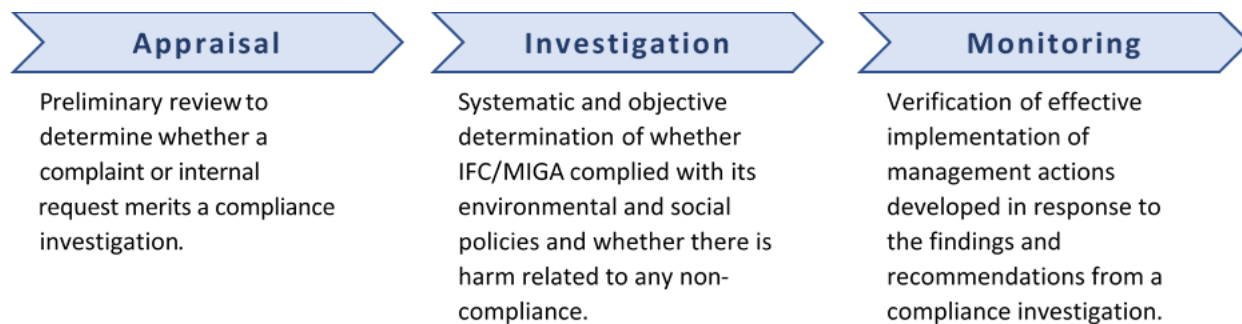 Appraisal
Preliminary review to
determine whether a
complaint or internal
request merits a compliance
investigation.
Investigation
Systematic and objective
determination of whether
IFC/MIGA complied with its
environmental and social
policies and whether there is
harm related to any non-
compliance.
Monitoring
Verification of effective
implementation of
management actions
developed in response to
the findings and
recommendations from a
compliance investigation.